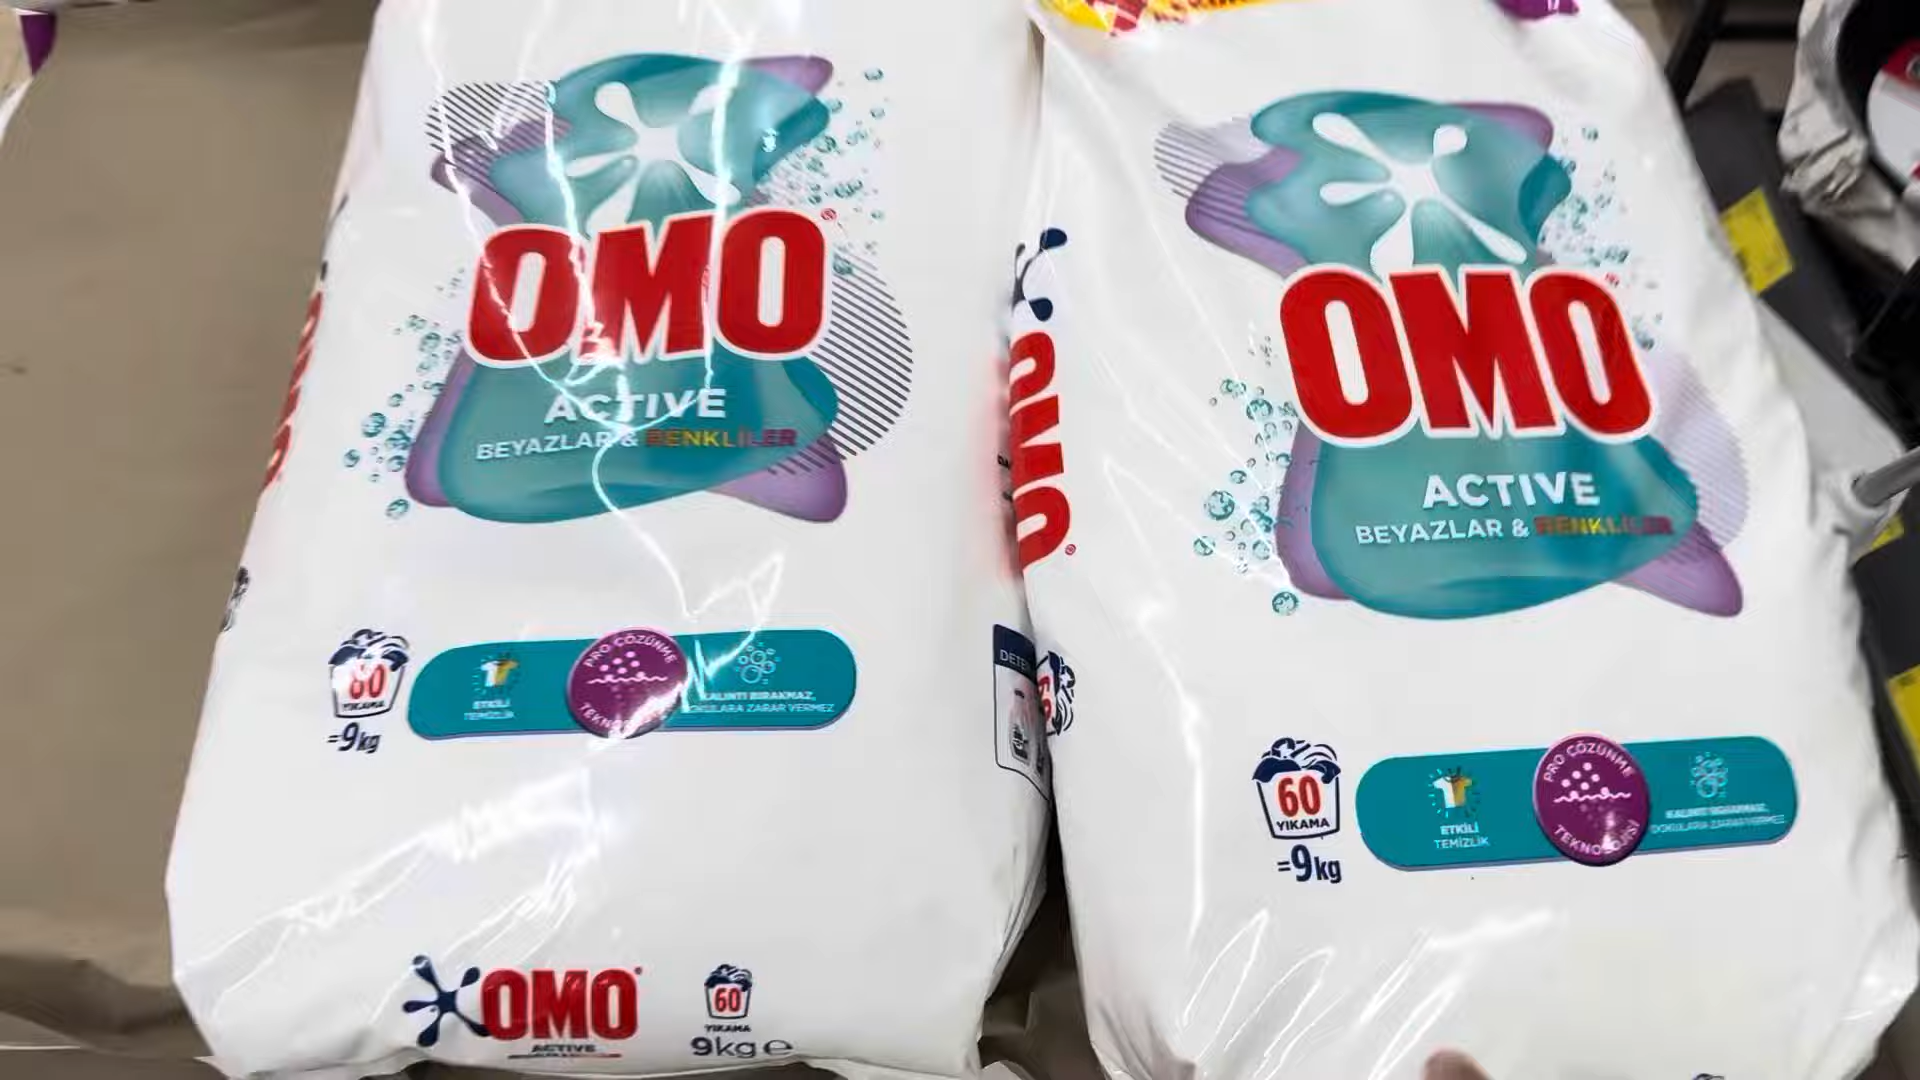 OMO
ACTIVE
BEYAZLAR & RENKLİLER
60
YIKAMA
=9kg
ETKİLİ
TEMİZLİK
PRO ÇÖZÜNME
KALINTI BIRAKMAZ,
DOKULARA ZARAR VERMEZ
OMO
ACTIVE
60
YIKAMA
9kg e
OMO
OMO
ACTIVE
BEYAZLAR & RENKLİLER
60
YIKAMA
=9kg
ETKİLİ
TEMİZLİK
PRO ÇÖZÜNME
TEKNOLOJİSİ
KALINTI BIRAKMAZ,
DOKULARA ZARAR VERMEZ